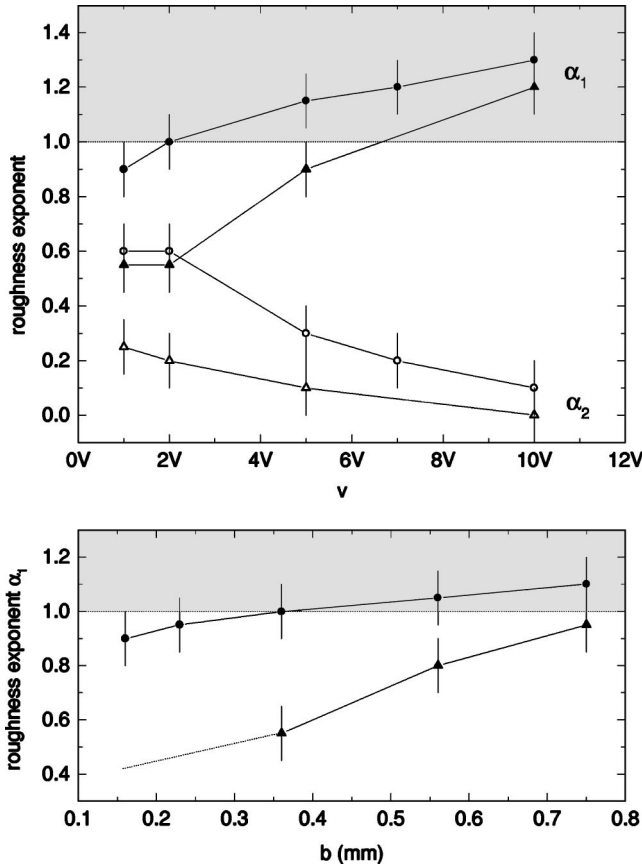 1.4
1.2
1.0
0.8
0.6
0.4
0.2
0.0
roughness exponent
α1
α2
0V 2V 4V 6V 8V 10V 12V
v
1.2
1.0
0.8
0.6
0.4
roughness exponent α1
0.1 0.2 0.3 0.4 0.5 0.6 0.7 0.8
b (mm)